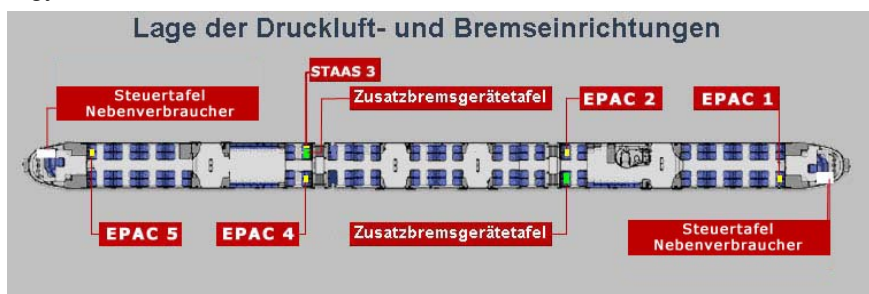 Lage der Druckluft- und Bremseinrichtungen
STAAS 3
Steuertafel
Nebenverbraucher
Zusatzbremsgerätetafel
EPAC 2
EPAC 1
EPAC 5
EPAC 4
Zusatzbremsgerätetafel
Steuertafel
Nebenverbraucher